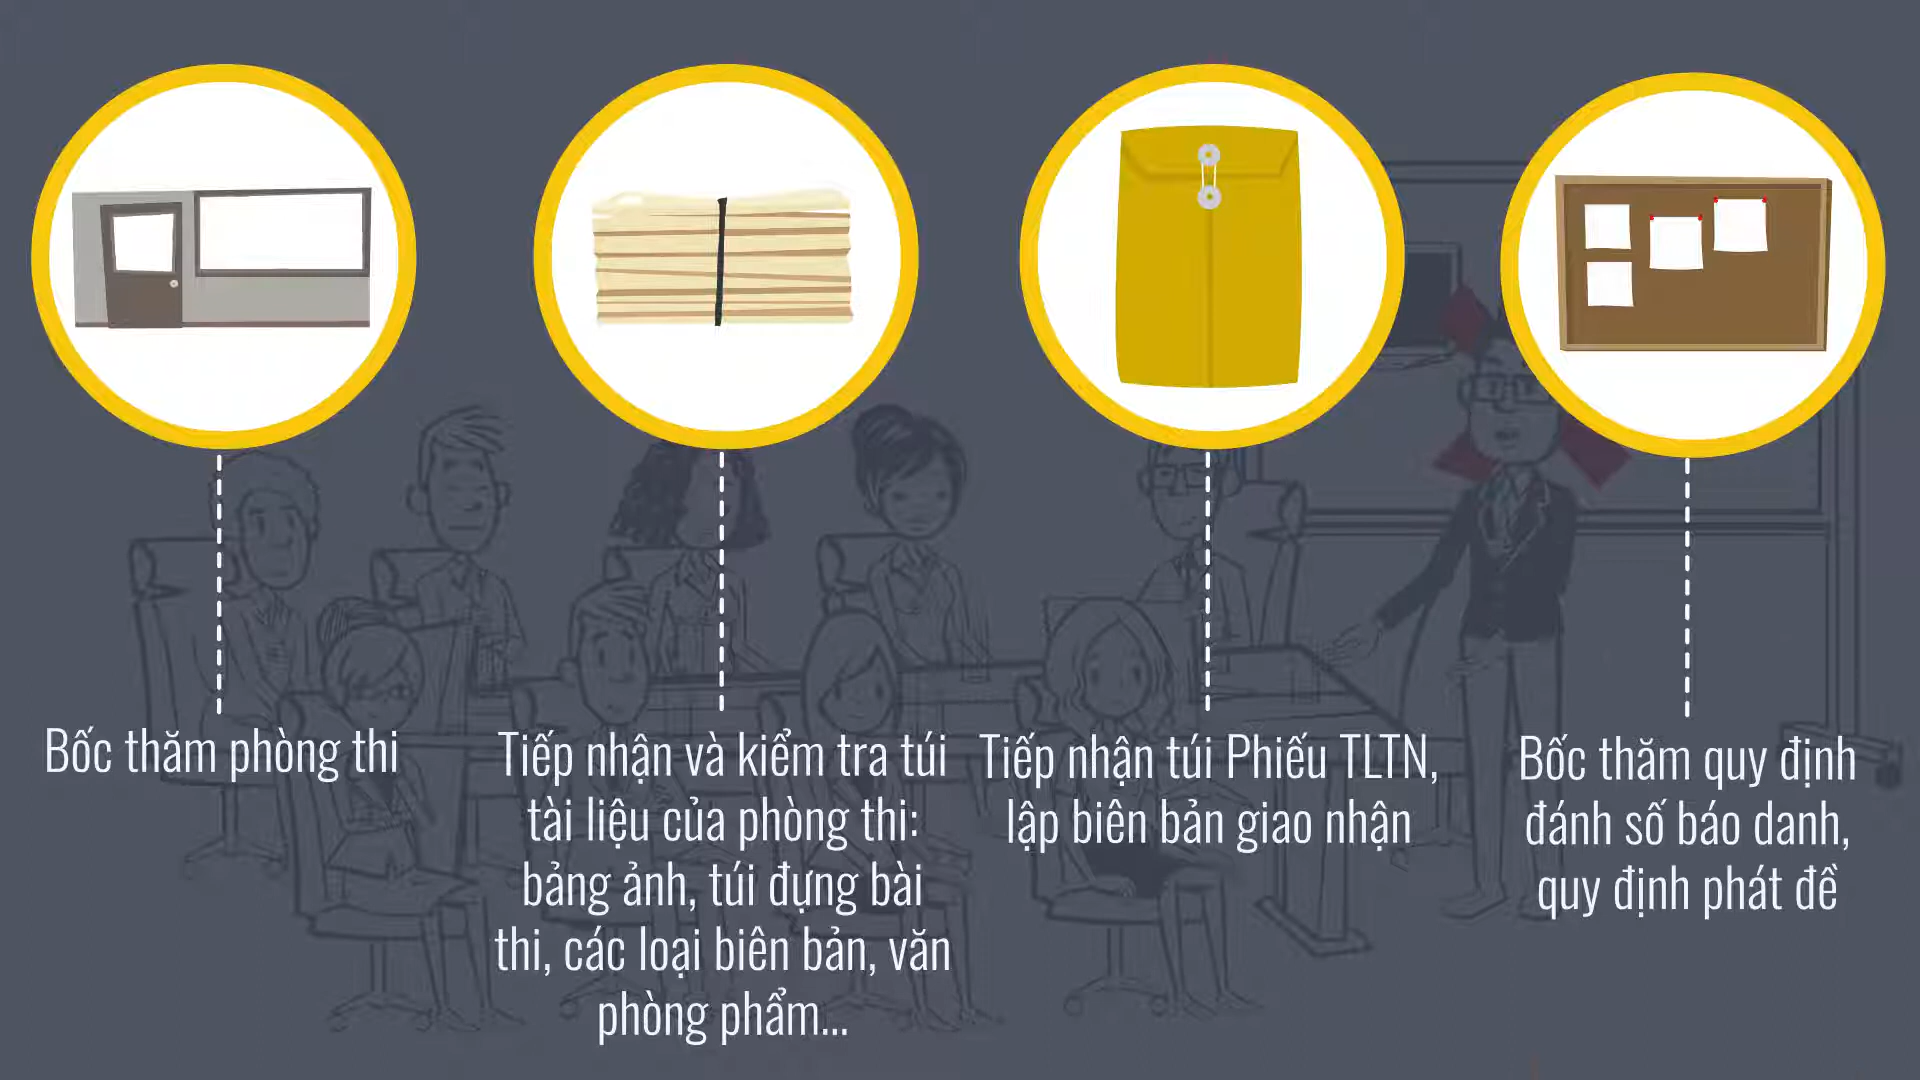 Bốc thăm phòng thi
Tiếp nhận và kiểm tra túi
tài liệu của phòng thi:
bảng ảnh, túi đựng bài
thi, các loại biên bản, văn
phòng phẩm...
Tiếp nhận túi Phiếu TLTN,
lập biên bản giao nhận
Bốc thăm quy định
đánh số báo danh,
quy định phát đề